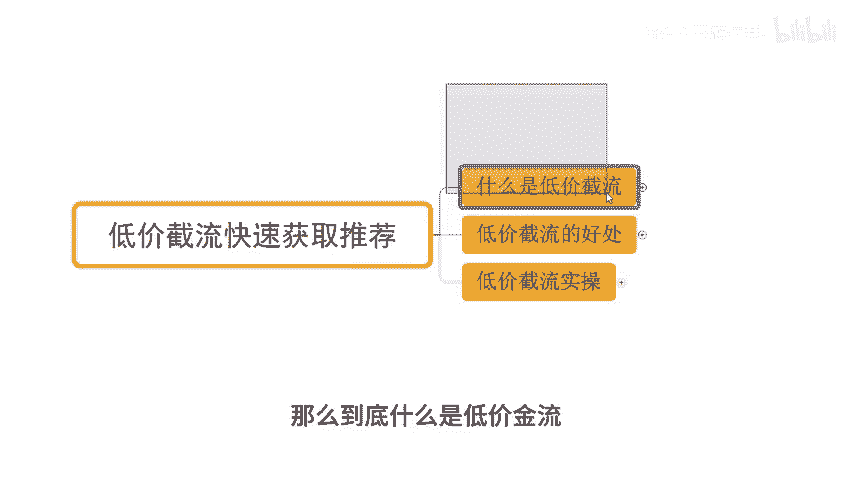 bilibili
什么是低价截流
低价截流快速获取推荐
低价截流的好处
低价截流实操
那么到底什么是低价金流